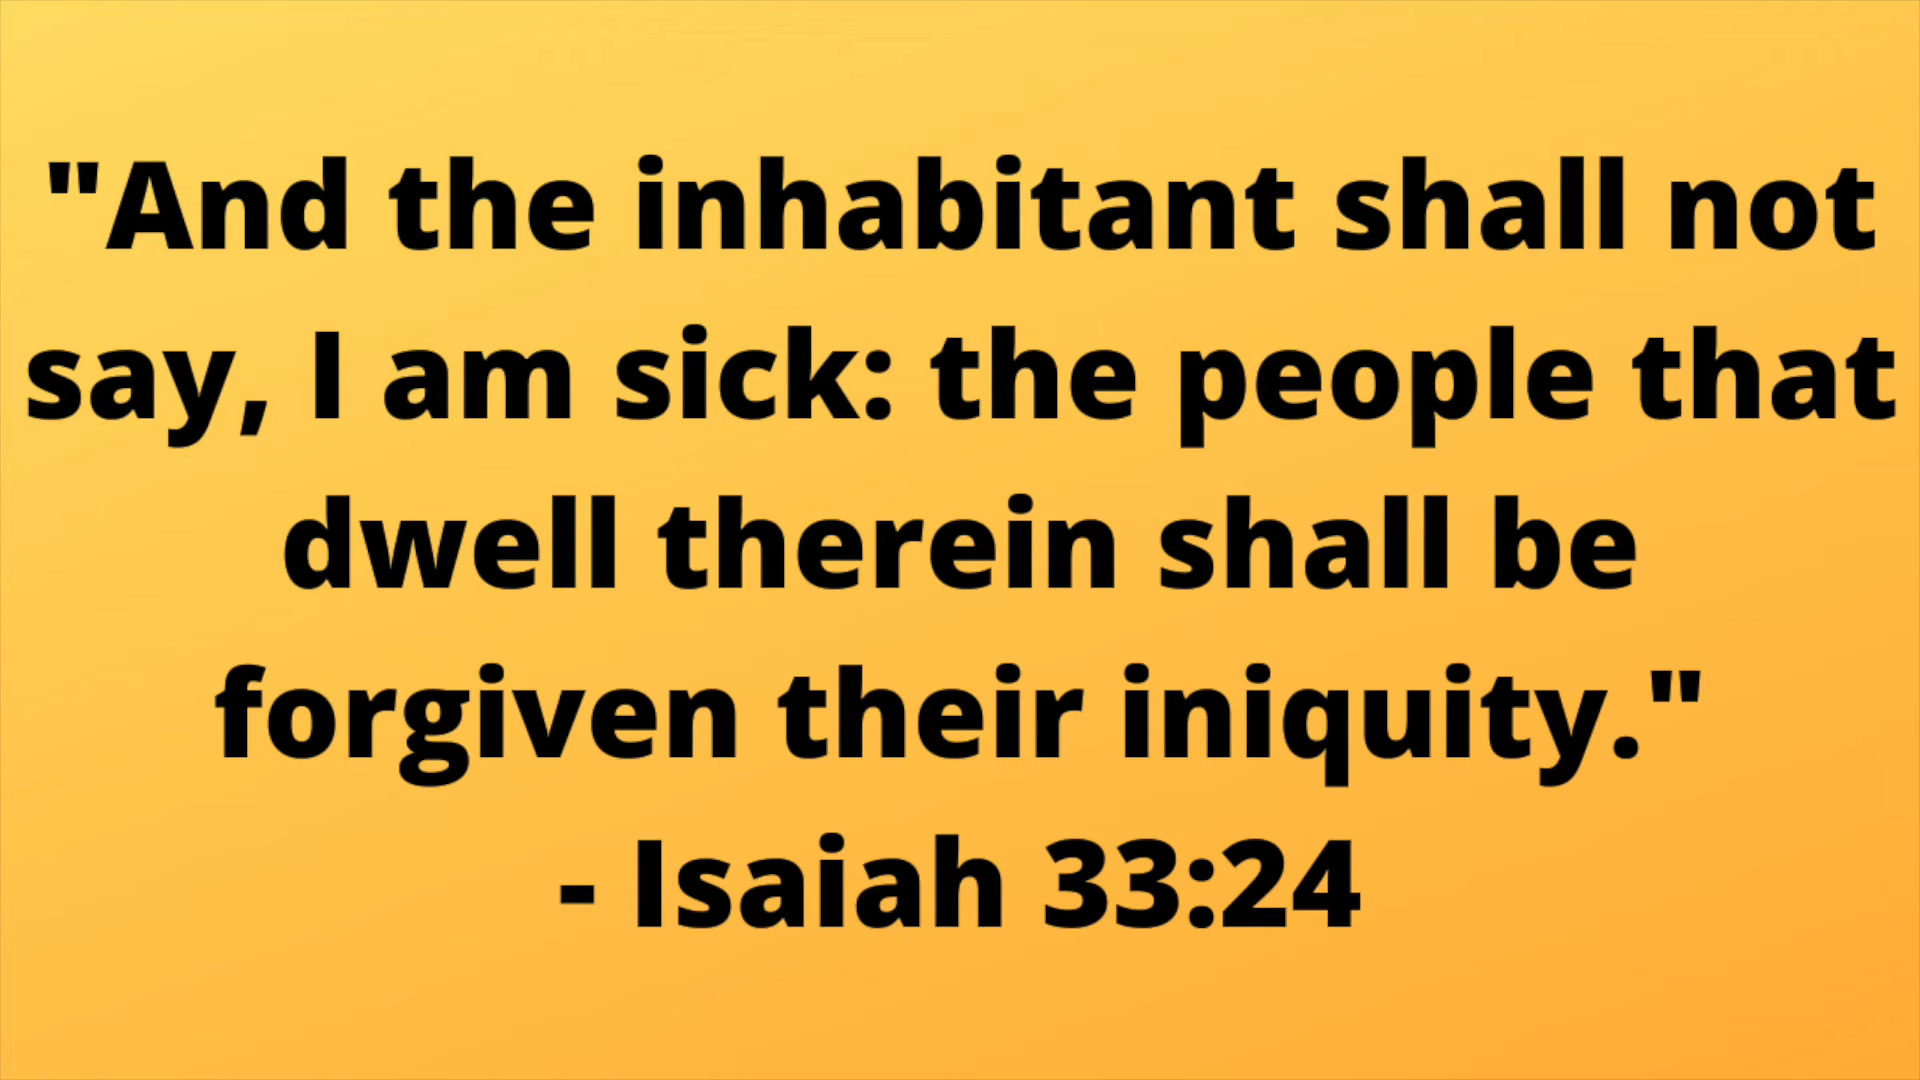 "And the inhabitant shall not
say, I am sick: the people that
dwell therein shall be
forgiven their iniquity."
- Isaiah 33:24